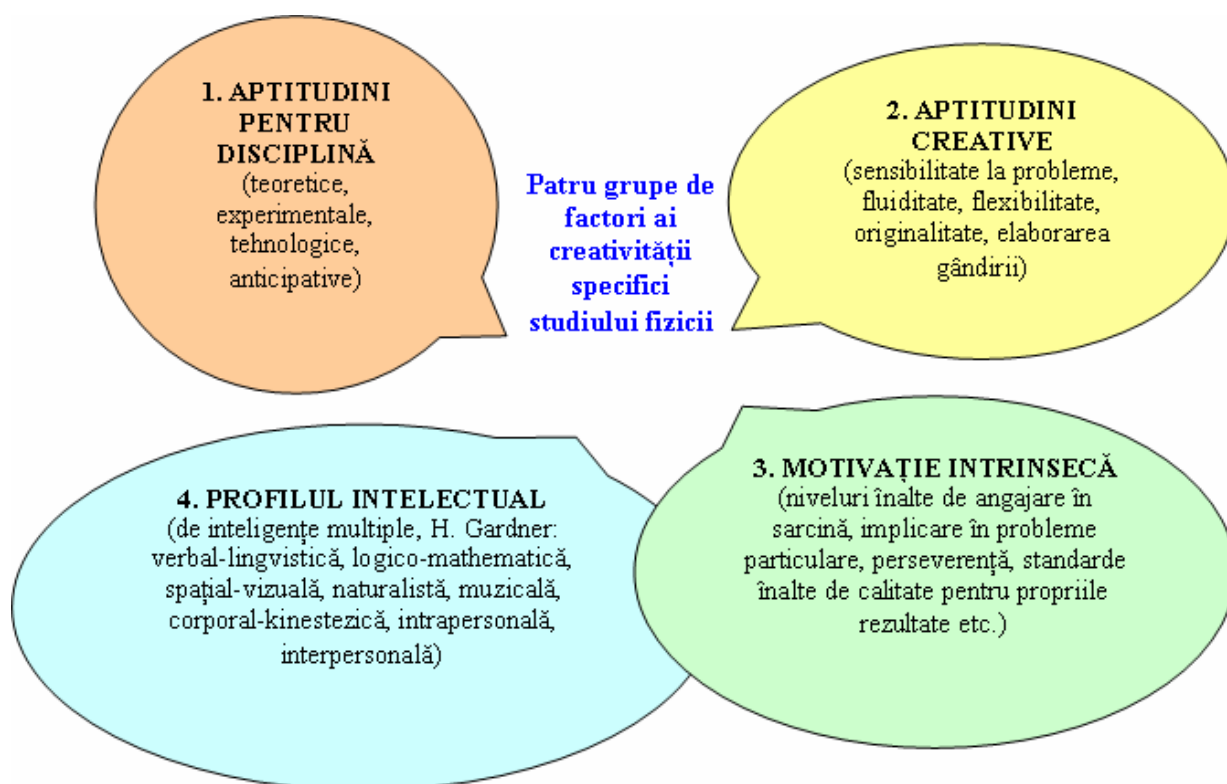 1. APTITUDINI
PENTRU
DISCIPLINĂ
(teoretice,
experimentale,
tehnologice,
anticipative)
Patru grupe de
factori ai
creativității
specifici
studiului fizicii
2. APTITUDINI
CREATIVE
(sensibilitate la probleme,
fluiditate, flexibilitate,
originalitate, elaborarea
gândirii)
4. PROFILUL INTELECTUAL
(de inteligențe multiple, H. Gardner:
verbal-lingvistică, logico-mathematică,
spațial-vizuală, naturalistă, muzicală,
corporal-kinestezică, intrapersonală,
interpersonală)
3. MOTIVAȚIE INTRINSECĂ
(niveluri înalte de angajare în
sarcină, implicare în probleme
particulare, perseverență, standarde
înalte de calitate pentru propriile
rezultate etc.)